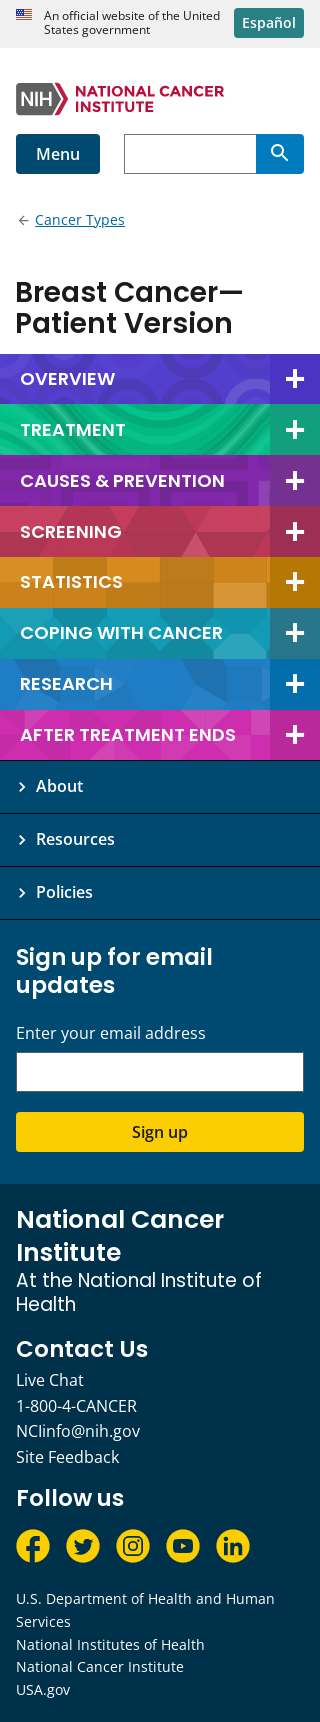 An official website of the United
States government
Español
NIH
NATIONAL CANCER
INSTITUTE
Menu
Cancer Types
Breast Cancer—
Patient Version
OVERVIEW
TREATMENT
CAUSES & PREVENTION
SCREENING
STATISTICS
COPING WITH CANCER
RESEARCH
AFTER TREATMENT ENDS
About
Resources
Policies
Sign up for email
updates
Enter your email address
Sign up
National Cancer
Institute
At the National Institute of
Health
Contact Us
Live Chat
1-800-4-CANCER
NCIinfo@nih.gov
Site Feedback
Follow us
U.S. Department of Health and Human
Services
National Institutes of Health
National Cancer Institute
USA.gov